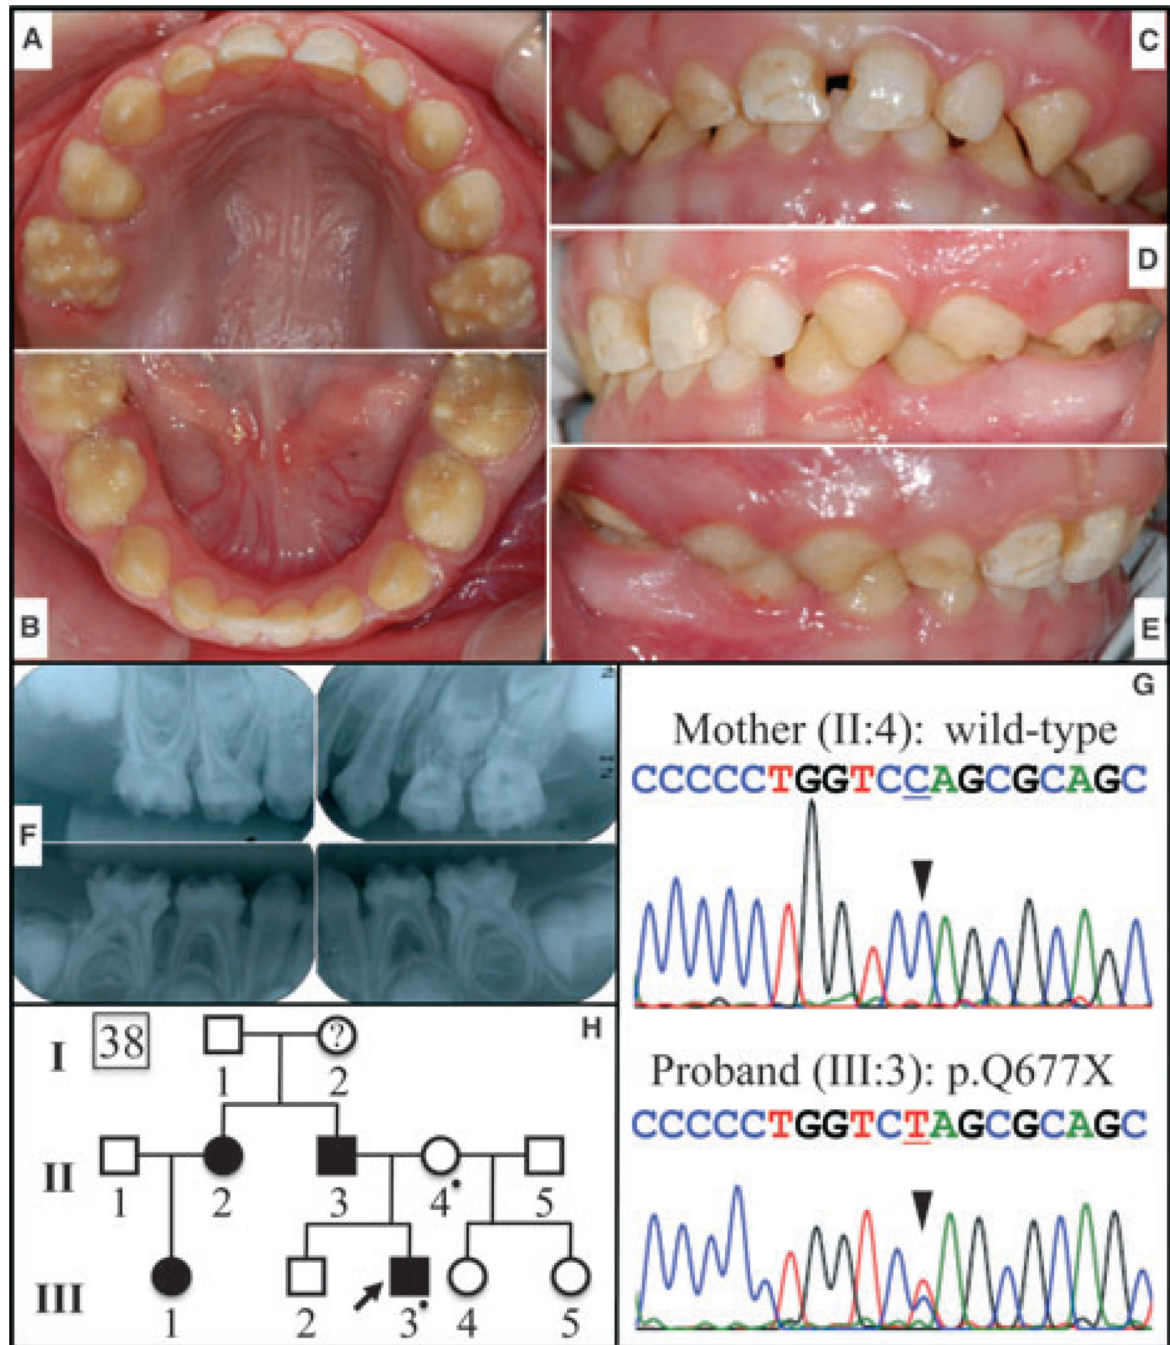 A
B
C
D
E
F
G
Mother (II:4): wild-type
CCCCCTGGTCCAGCGCAGC
Proband (III:3): p.Q677X
CCCCCTGGTCTAGCGCAGC
H
I
38
?
1
2
II
1
2
3
4
5
III
1
2
3
4
5